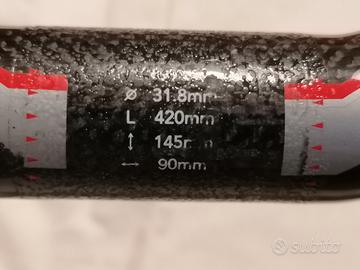 ⌀ 31.8mm
L 420mm
↕ 145mm
↔ 90mm
subito